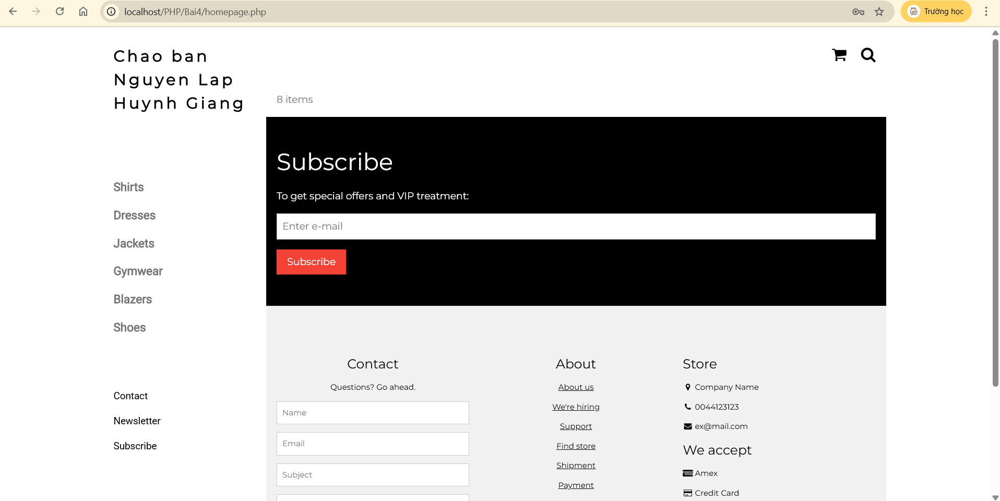 localhost/PHP/Bai4/homepage.php
Trường học
Chao ban
Nguyen Lap
Huynh Giang
8 items
Shirts
Dresses
Jackets
Gymwear
Blazers
Shoes
Contact
Newsletter
Subscribe
Subscribe
To get special offers and VIP treatment:
Enter e-mail
Subscribe
Contact
Questions? Go ahead.
Name
Email
Subject
About
About us
We're hiring
Support
Find store
Shipment
Payment
Store
Company Name
0044123123
ex@mail.com
We accept
Amex
Credit Card